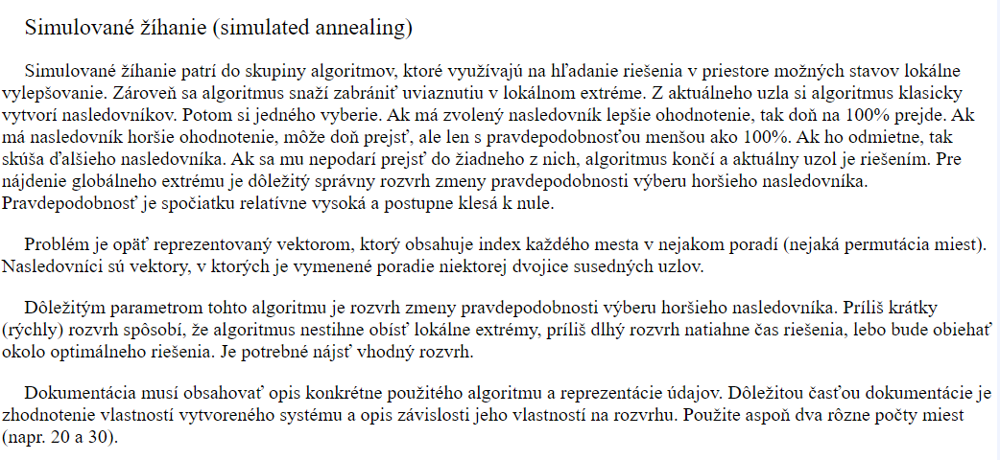 Simulované žíhanie (simulated annealing)
Simulované žíhanie patrí do skupiny algoritmov, ktoré využívajú na hľadanie riešenia v priestore možných stavov lokálne
vylepšovanie. Zároveň sa algoritmus snaží zabrániť uviaznutiu v lokálnom extréme. Z aktuálneho uzla si algoritmus klasicky
vytvorí nasledovníkov. Potom si jedného vyberie. Ak má zvolený nasledovník lepšie ohodnotenie, tak doň na 100% prejde. Ak
má nasledovník horšie ohodnotenie, môže doň prejsť, ale len s pravdepodobnosťou menšou ako 100%. Ak ho odmietne, tak
skúša ďalšieho nasledovníka. Ak sa mu nepodarí prejsť do žiadneho z nich, algoritmus končí a aktuálny uzol je riešením. Pre
nájdenie globálneho extrému je dôležitý správny rozvrh zmeny pravdepodobnosti výberu horšieho nasledovníka.
Pravdepodobnosť je spočiatku relatívne vysoká a postupne klesá k nule.
Problém je opäť reprezentovaný vektorom, ktorý obsahuje index každého mesta v nejakom poradí (nejaká permutácia miest).
Nasledovníci sú vektory, v ktorých je vymenené poradie niektorej dvojice susedných uzlov.
Dôležitým parametrom tohto algoritmu je rozvrh zmeny pravdepodobnosti výberu horšieho nasledovníka. Príliš krátky
(rýchly) rozvrh spôsobí, že algoritmus nestihne obísť lokálne extrémy, príliš dlhý rozvrh natiahne čas riešenia, lebo bude obiehať
okolo optimálneho riešenia. Je potrebné nájsť vhodný rozvrh.
Dokumentácia musí obsahovať opis konkrétne použitého algoritmu a reprezentácie údajov. Dôležitou časťou dokumentácie je
zhodnotenie vlastností vytvoreného systému a opis závislosti jeho vlastností na rozvrhu. Použite aspoň dva rôzne počty miest
(napr. 20 a 30).